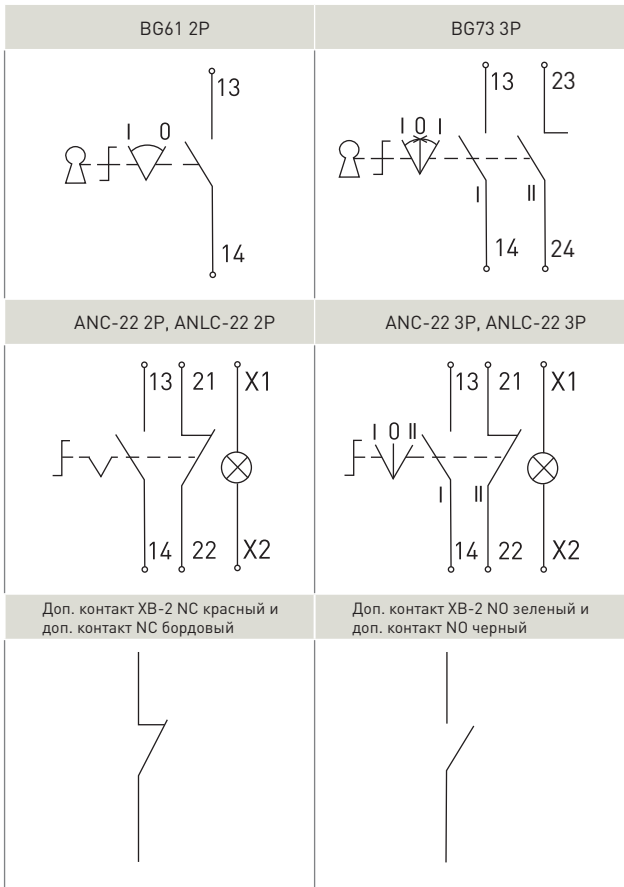 BG61 2P
BG73 3P
13
I O
14
13 23
I O I
I II
14 24
ANC-22 2P, ANLC-22 2P
ANC-22 3P, ANLC-22 3P
13 21 X1
14 22 X2
13 21 X1
I O II
I II
14 22 X2
Доп. контакт XB-2 NC красный и
доп. контакт NC бордовый
Доп. контакт XB-2 NO зеленый и
доп. контакт NO черный